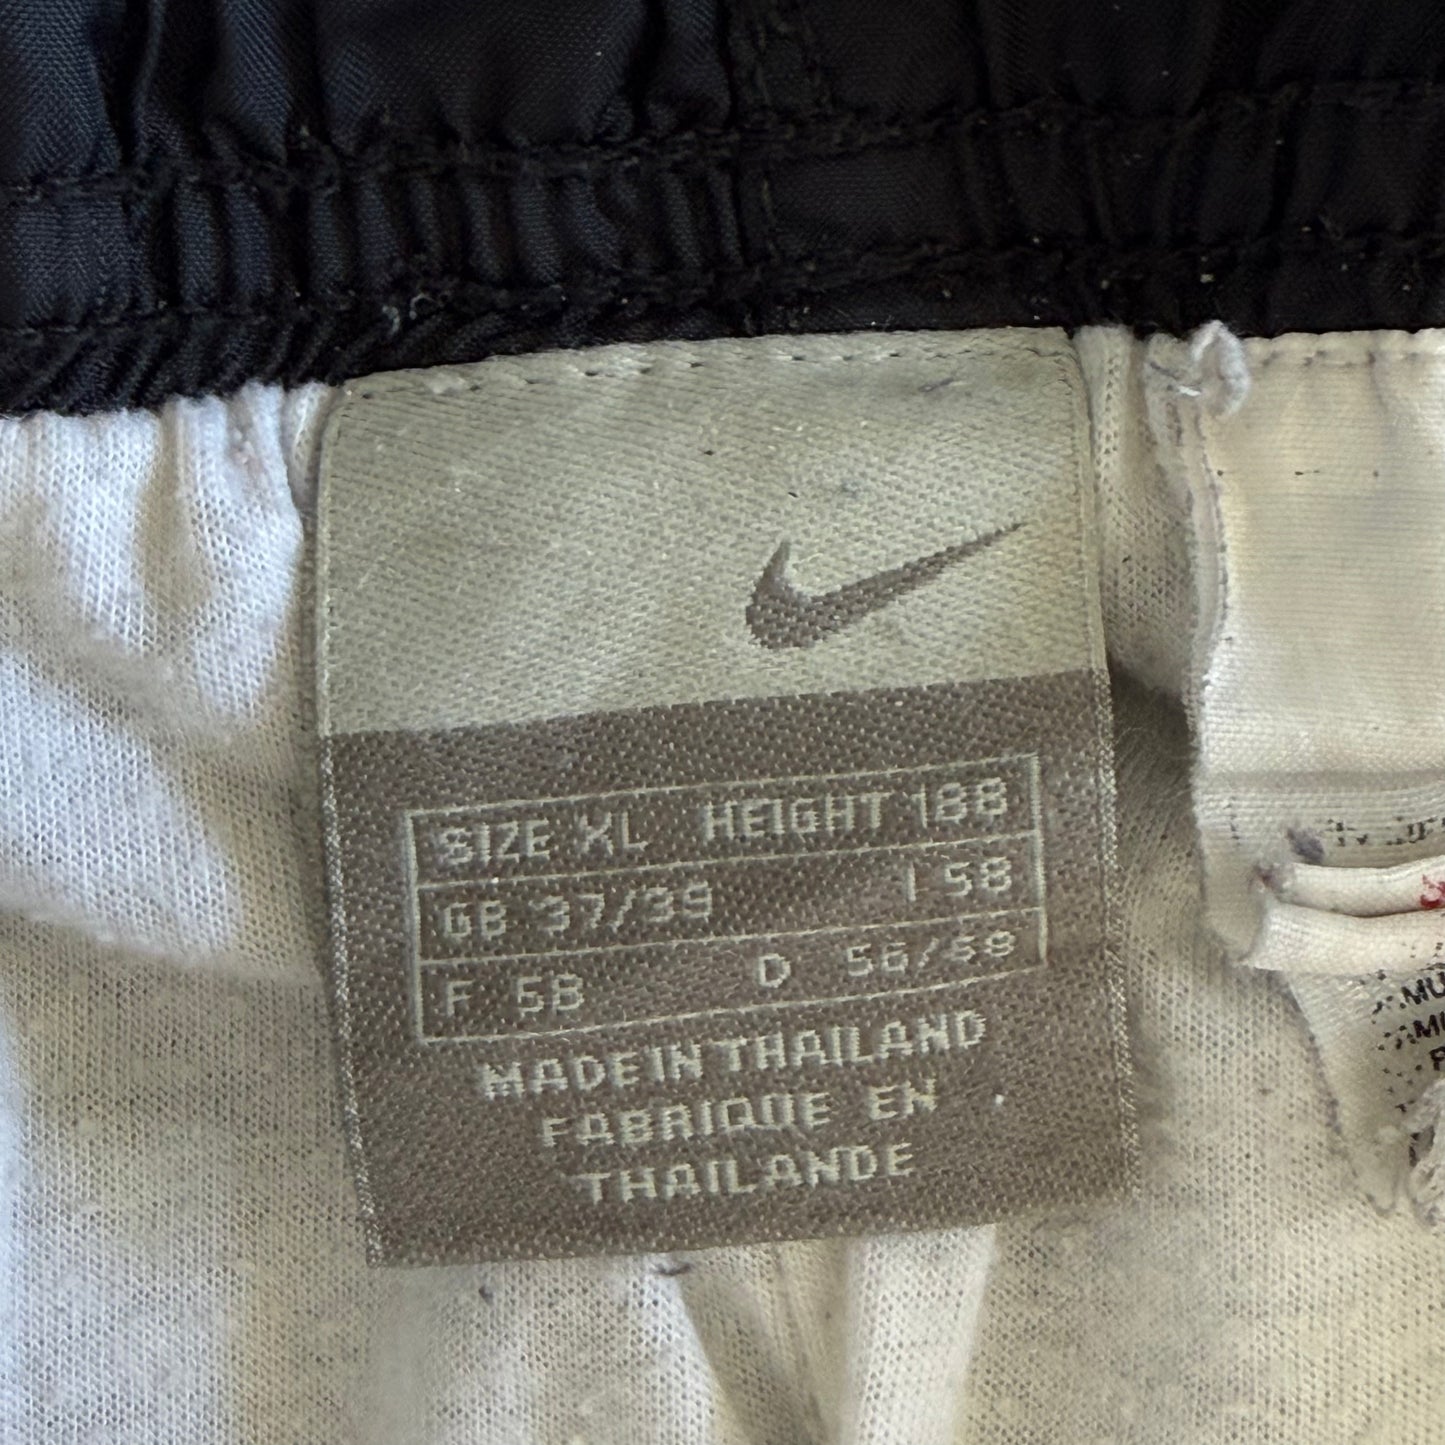 SIZE XL HEIGHT 188
GB 37/39 I 58
F 58 D 56/58
MADE IN THAILAND
FABRIQUE EN
THAILANDE